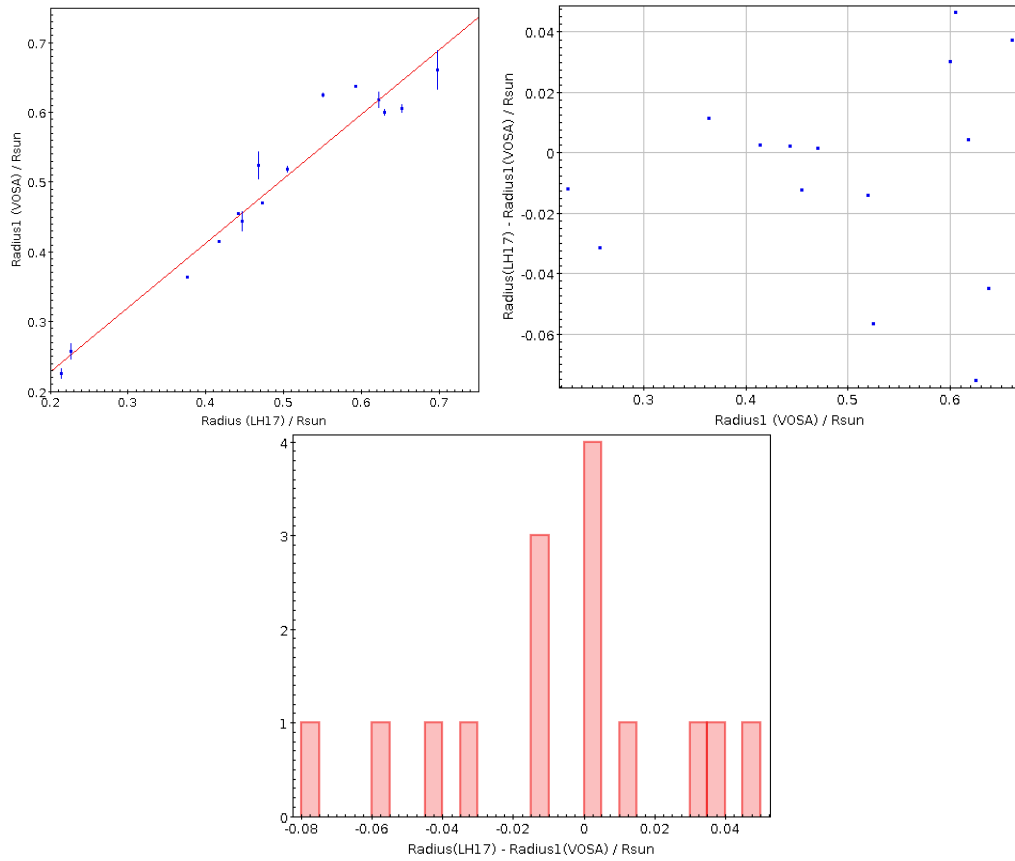 0.7
0.6
0.5
0.4
0.3
0.2
0.2 0.3 0.4 0.5 0.6 0.7
Radius1 (VOSA) / Rsun
Radius (LH17) / Rsun
0.04
0.02
0
-0.02
-0.04
-0.06
0.3 0.4 0.5 0.6
Radius(LH17) - Radius1(VOSA) / Rsun
Radius1 (VOSA) / Rsun
4
3
2
1
0
-0.08 -0.06 -0.04 -0.02 0 0.02 0.04
Radius(LH17) - Radius1(VOSA) / Rsun